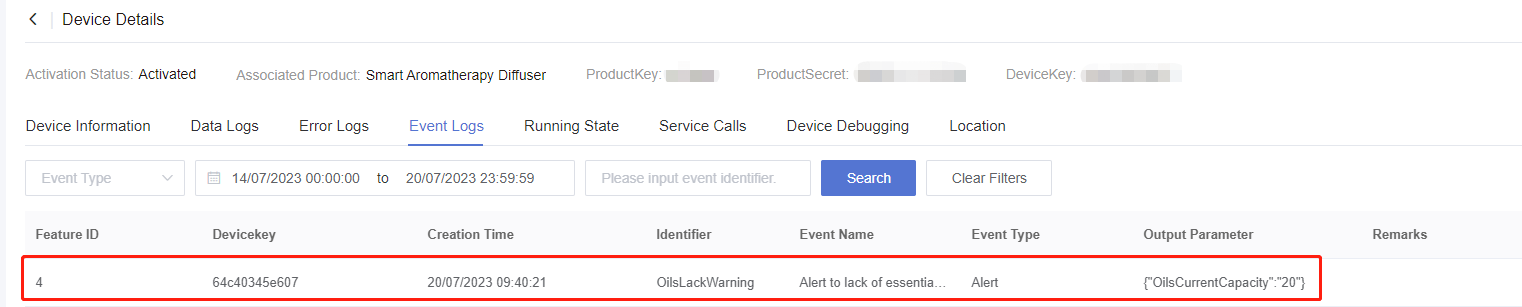 Device Details
Activation Status: Activated Associated Product: Smart Aromatherapy Diffuser ProductKey: ProductSecret: DeviceKey:
Device Information Data Logs Error Logs Event Logs Running State Service Calls Device Debugging Location
Event Type 14/07/2023 00:00:00 to 20/07/2023 23:59:59 Please input event identifier. Search Clear Filters
Feature ID Devicekey Creation Time Identifier Event Name Event Type Output Parameter Remarks
4 64c40345e607 20/07/2023 09:40:21 OilsLackWarning Alert to lack of essentia... Alert {"OilsCurrentCapacity":"20"}